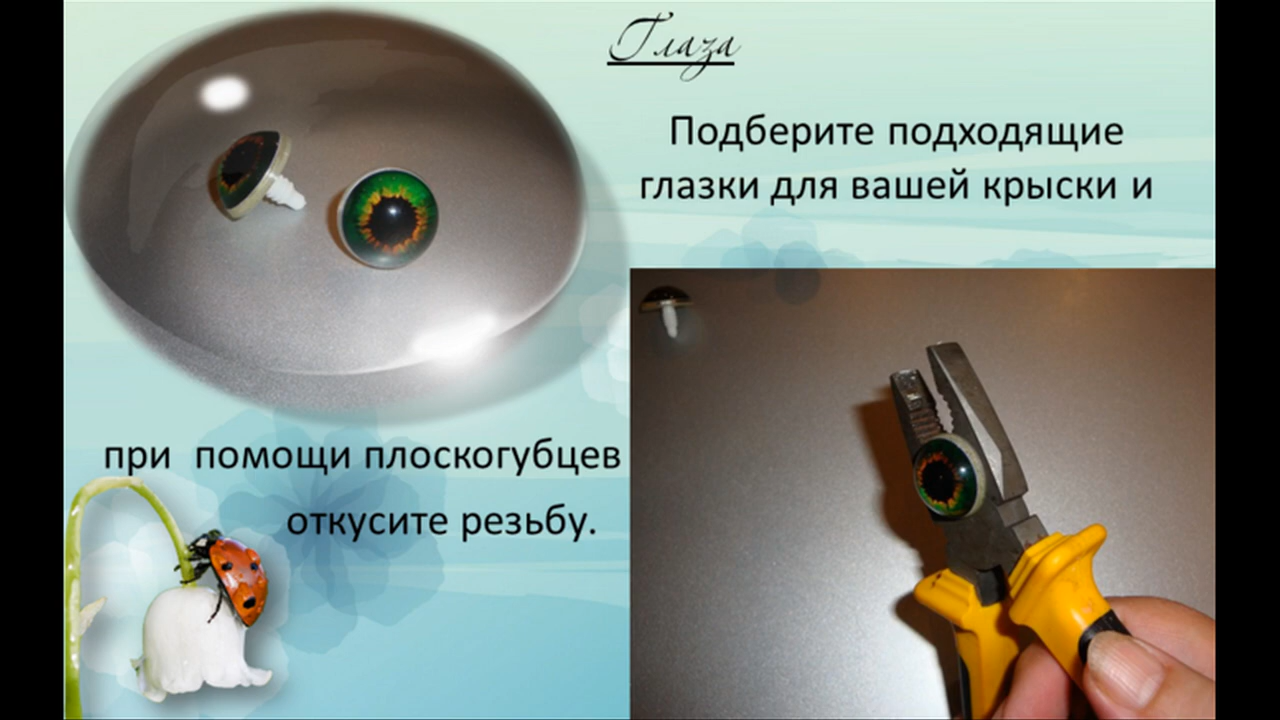 Глаза
Подберите подходящие
глазки для вашей крыски и
при помощи плоскогубцев
откусите резьбу.